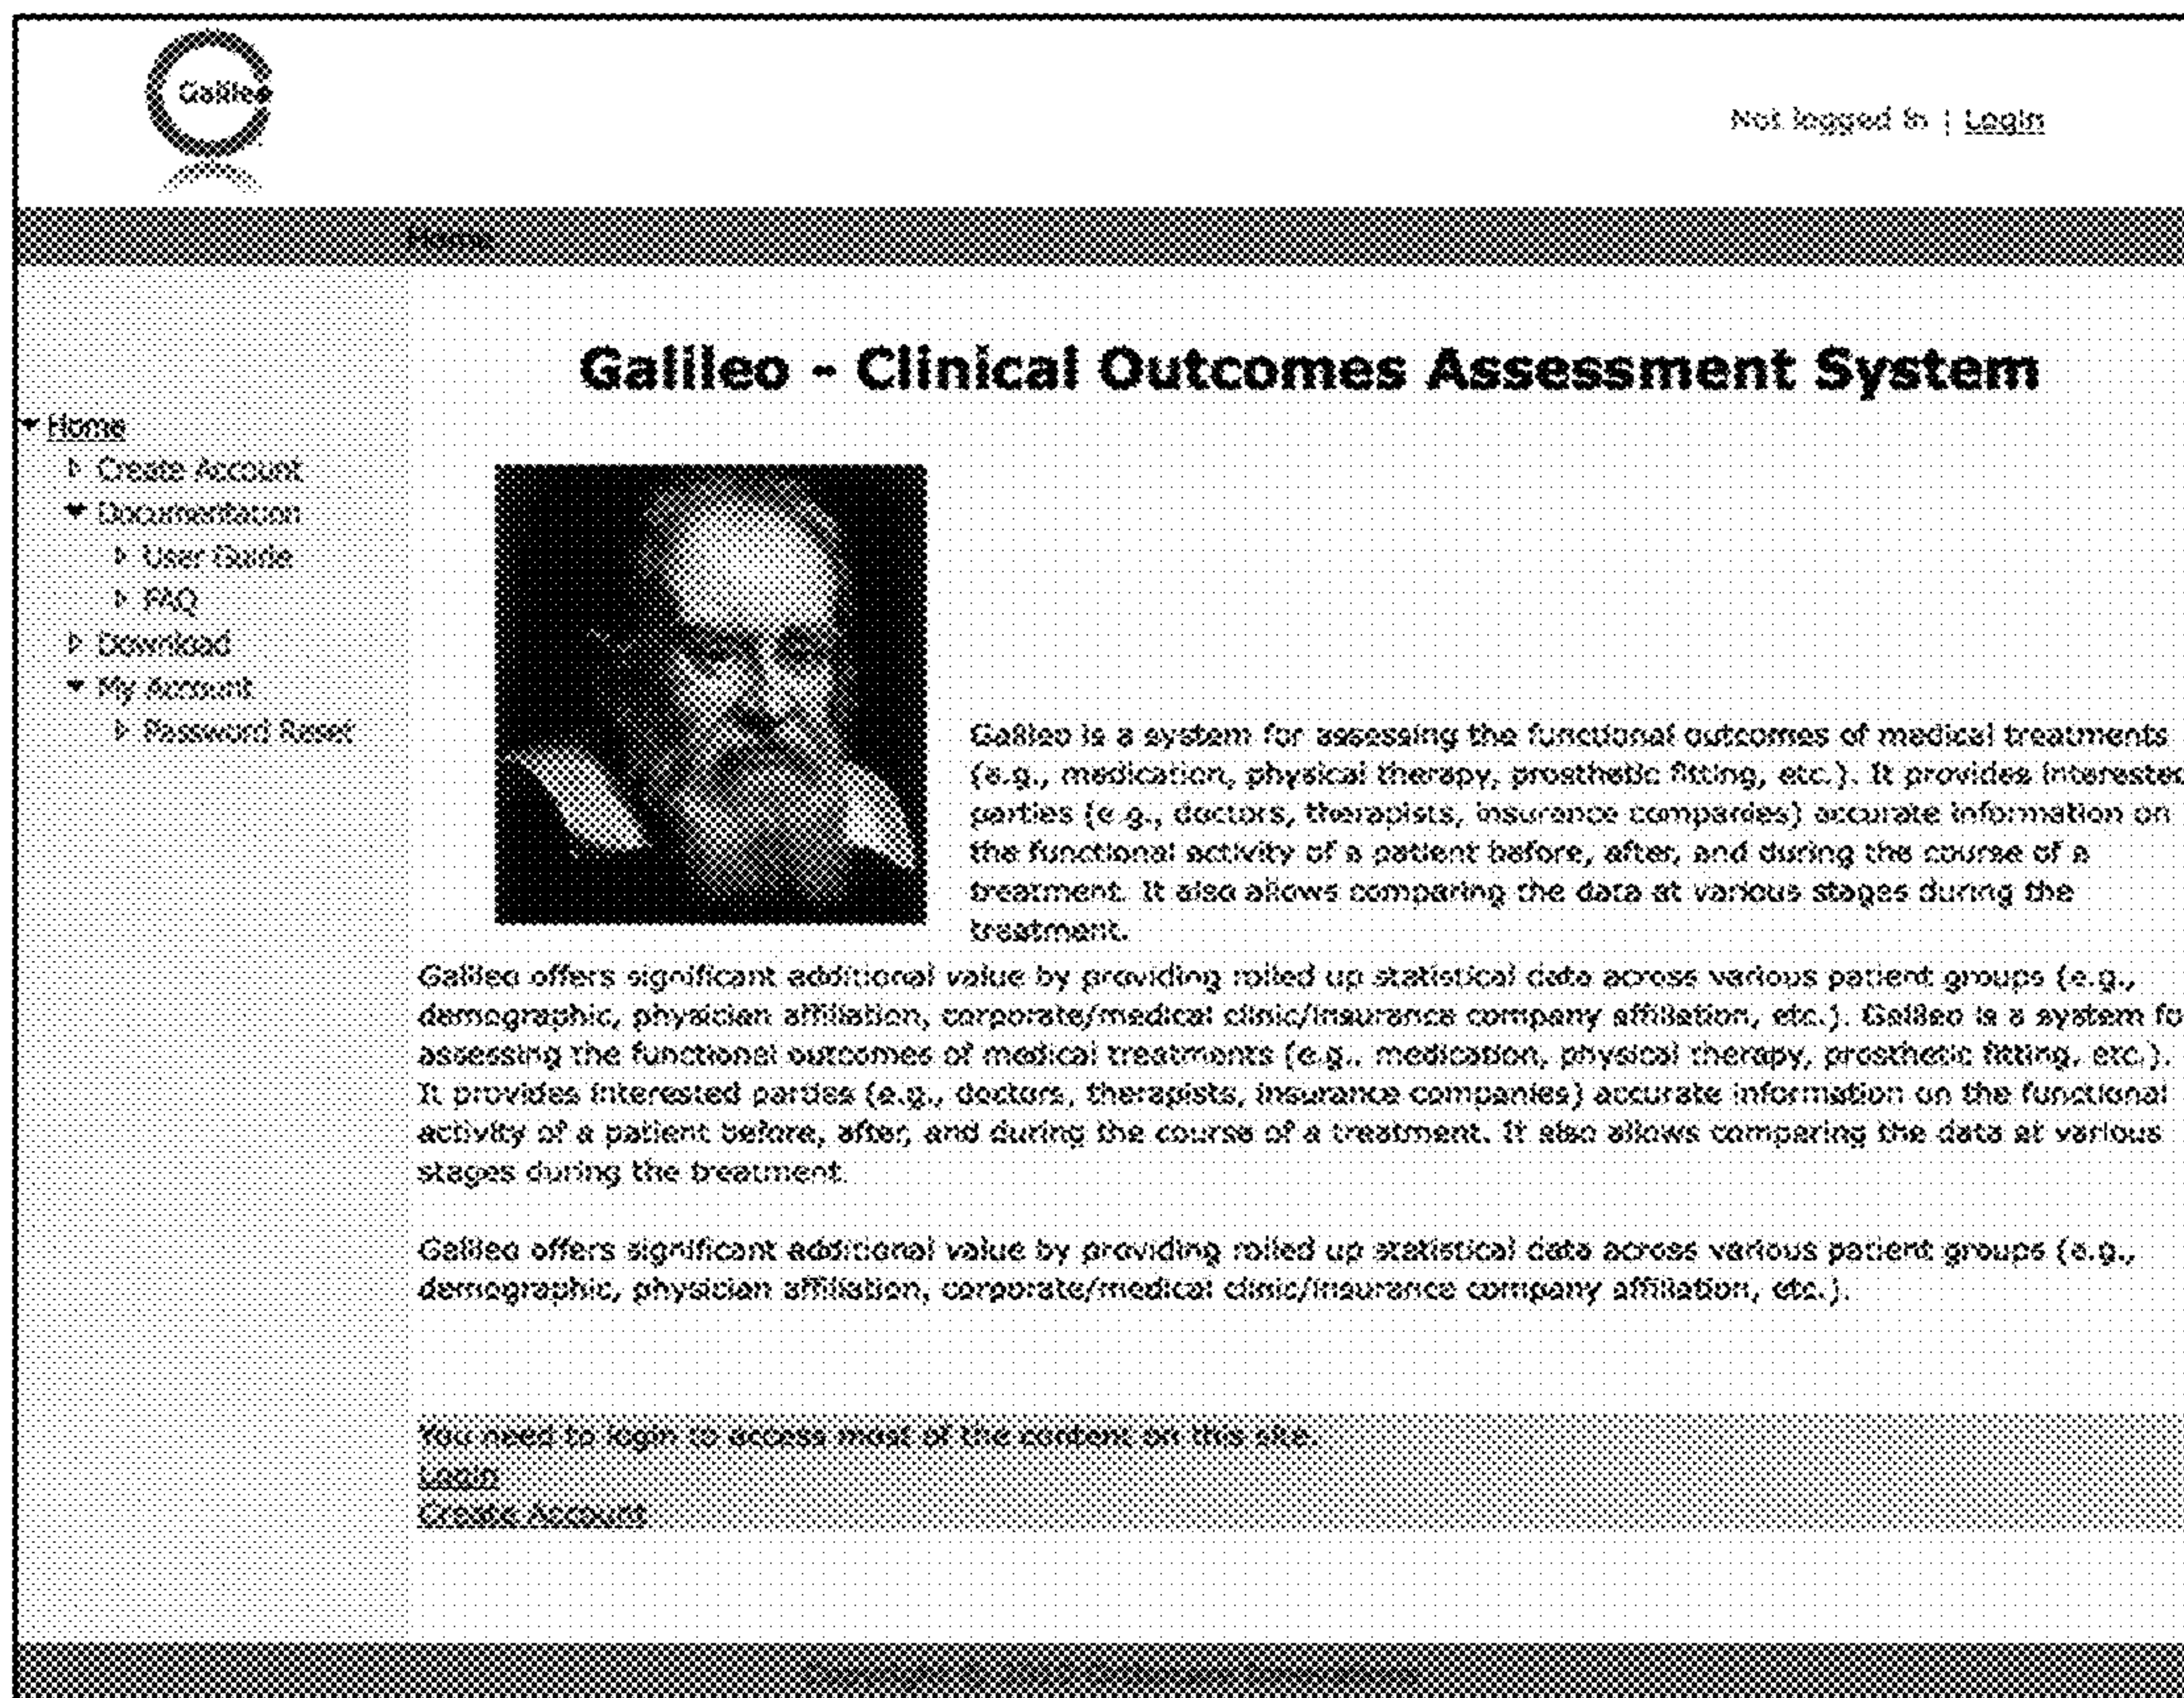 Galileo
Not logged in | Login
Home
Galileo - Clinical Outcomes Assessment System
Home
Create Account
Documentation
User Guide
FAQ
Download
My Account
Password Reset
Galileo is a system for assessing the functional outcomes of medical treatments
(e.g., medication, physical therapy, prosthetic fitting, etc.). It provides interested
parties (e.g., doctors, therapists, insurance companies) accurate information on
the functional activity of a patient before, after, and during the course of a
treatment. It also allows comparing the data at various stages during the
treatment.
Galileo offers significant additional value by providing rolled up statistical data across various patient groups (e.g.,
demographic, physician affiliation, corporate/medical clinic/insurance company affiliation, etc.). Galileo is a system fo
assessing the functional outcomes of medical treatments (e.g., medication, physical therapy, prosthetic fitting, etc.).
It provides interested parties (e.g., doctors, therapists, insurance companies) accurate information on the functional
activity of a patient before, after, and during the course of a treatment. It also allows comparing the data at various
stages during the treatment.
Galileo offers significant additional value by providing rolled up statistical data across various patient groups (e.g.,
demographic, physician affiliation, corporate/medical clinic/insurance company affiliation, etc.).
You need to login to access most of the content on this site.
Login
Create Account